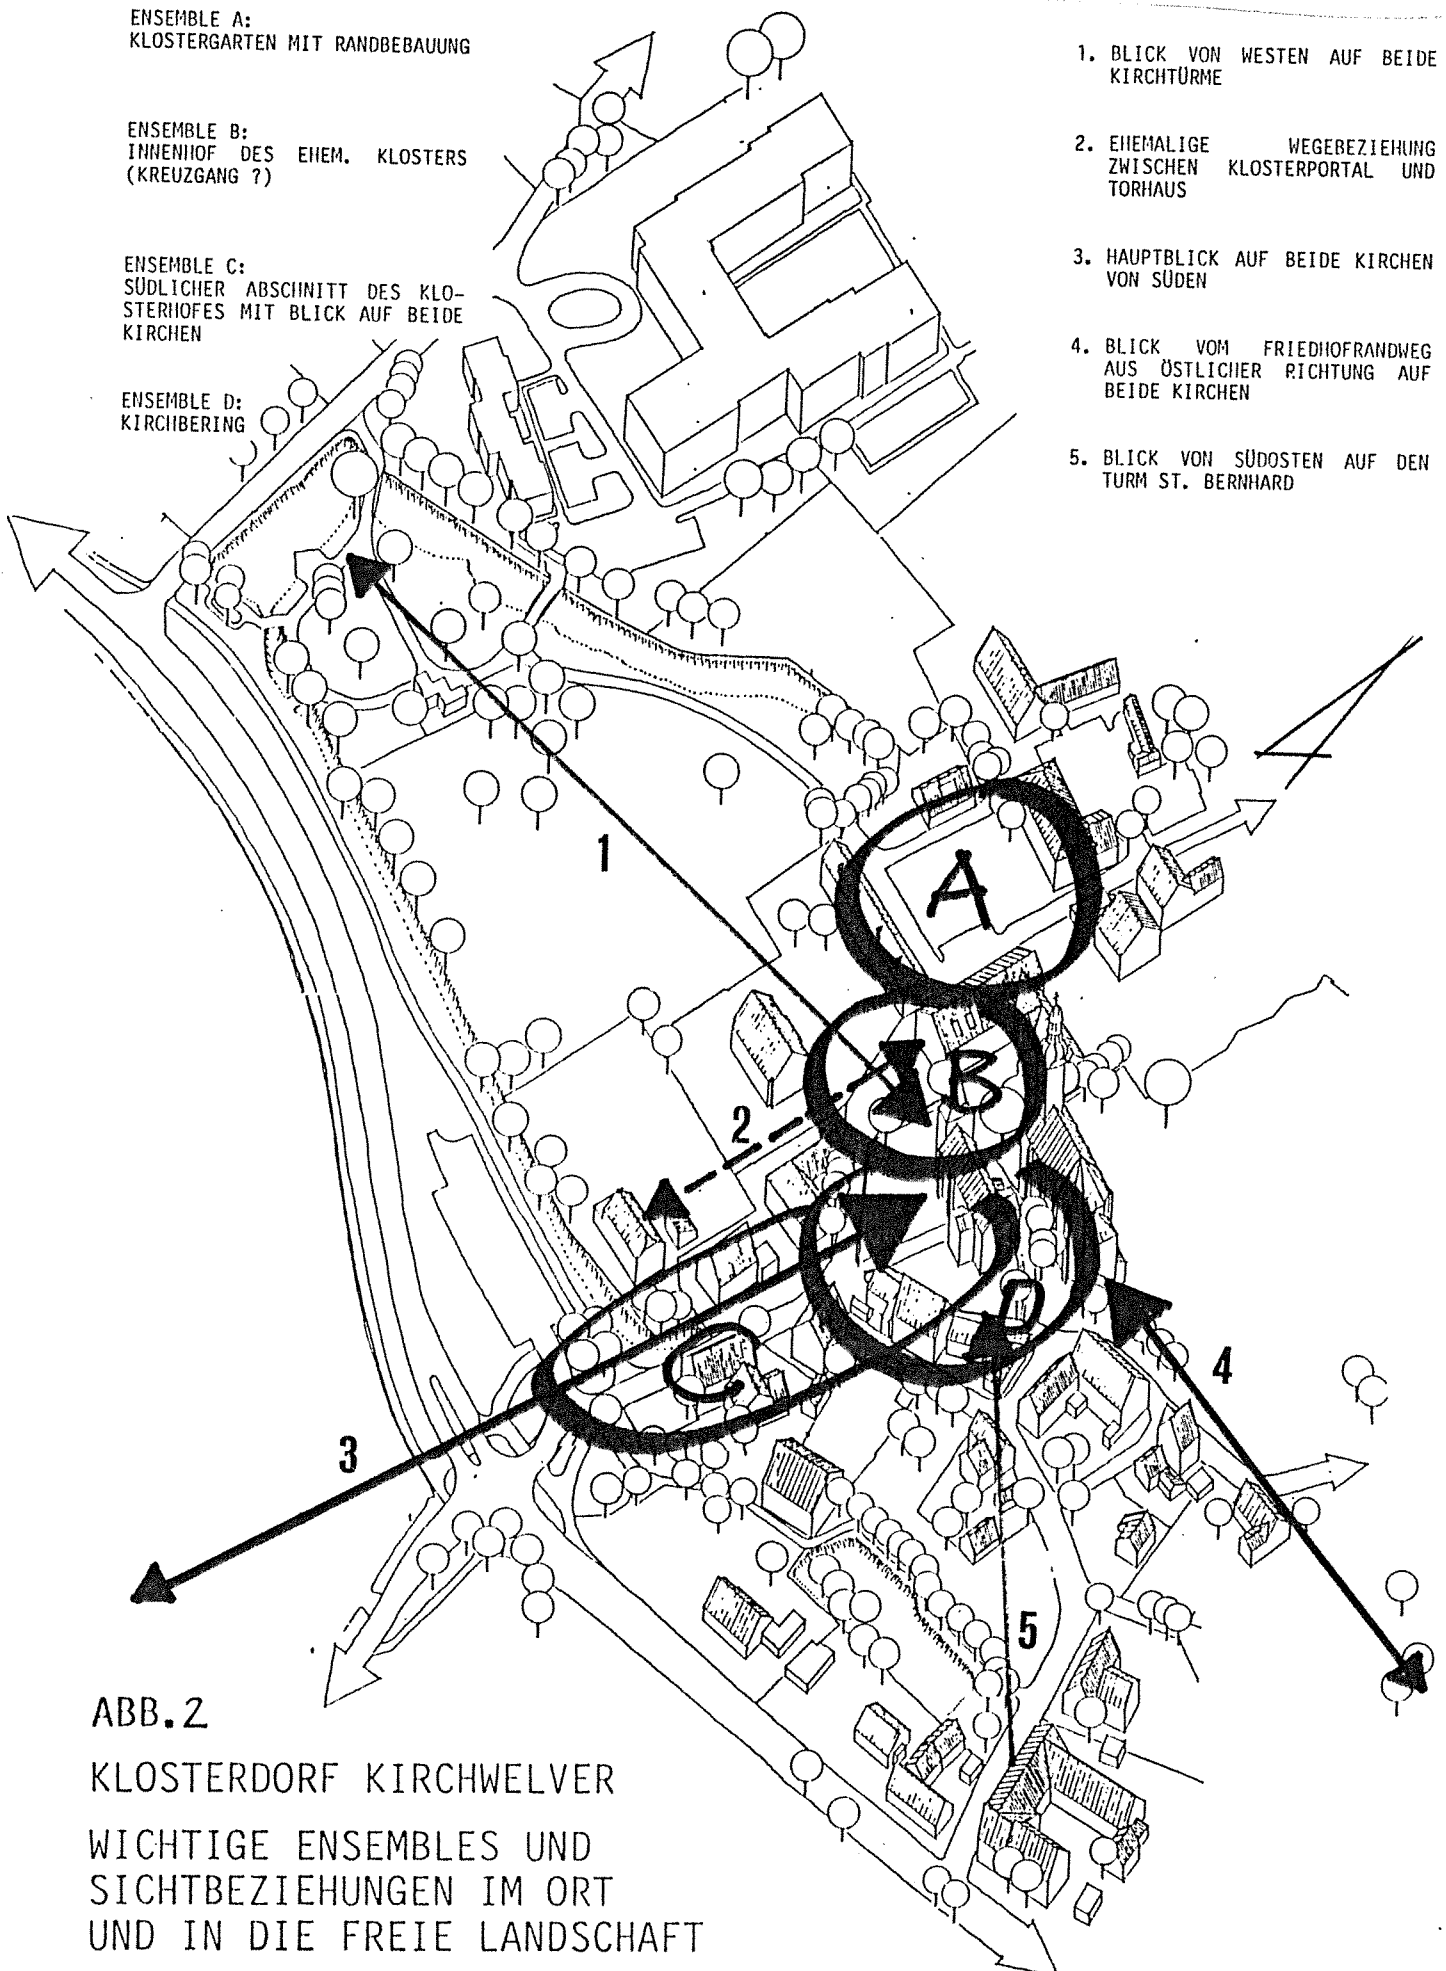 ENSEMBLE A:
KLOSTERGARTEN MIT RANDBEBAUUNG
ENSEMBLE B:
INNENHOF DES EHEM. KLOSTERS
(KREUZGANG ?)
ENSEMBLE C:
SÜDLICHER ABSCHNITT DES KLO-
STERHOFES MIT BLICK AUF BEIDE
KIRCHEN
ENSEMBLE D:
KIRCHBERING
1. BLICK VON WESTEN AUF BEIDE
KIRCHTÜRME
2. EHEMALIGE WEGEBEZIEHUNG
ZWISCHEN KLOSTERPORTAL UND
TORHAUS
3. HAUPTBLICK AUF BEIDE KIRCHEN
VON SÜDEN
4. BLICK VOM FRIEDHOFRANDWEG
AUS ÖSTLICHER RICHTUNG AUF
BEIDE KIRCHEN
5. BLICK VON SÜDOSTEN AUF DEN
TURM ST. BERNHARD
1
A
B
2
D
C
4
3
5
ABB.2
KLOSTERDORF KIRCHWELVER
WICHTIGE ENSEMBLES UND
SICHTBEZIEHUNGEN IM ORT
UND IN DIE FREIE LANDSCHAFT